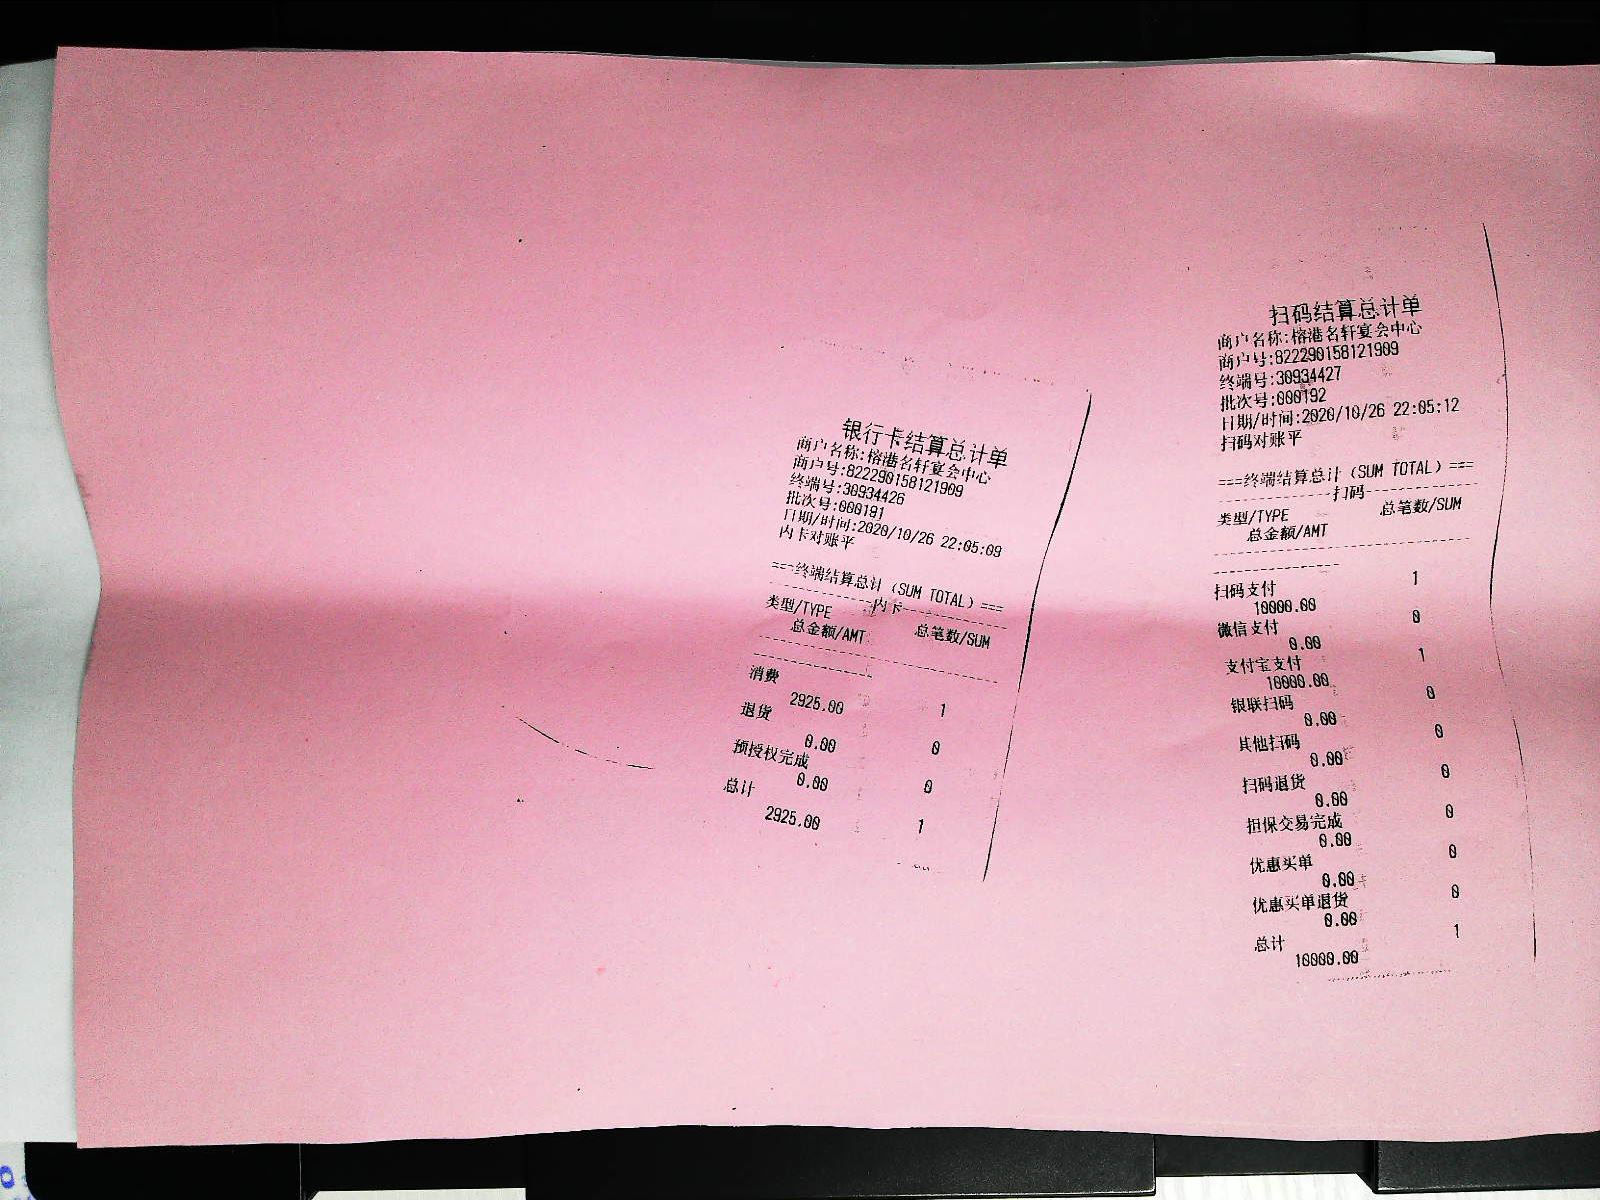 银行卡结算总计单
商户名称:榕港名轩宴会中心
商户号:822290158121909
终端号:30934426
批次号:000191
日期/时间:2020/10/26 22:05:09
内卡对账平
===终端结算总计（SUM TOTAL）===
----------内卡----------
类型/TYPE 总笔数/SUM
总金额/AMT
消费
2925.00 1
退货
0.00 0
预授权完成
0.00 0
总计
2925.00 1
扫码结算总计单
商户名称:榕港名轩宴会中心
商户号:822290158121909
终端号:30934427
批次号:000192
日期/时间:2020/10/26 22:05:12
扫码对账平
===终端结算总计（SUM TOTAL）===
----------扫码----------
类型/TYPE 总笔数/SUM
总金额/AMT
扫码支付 1
10000.00
微信支付 0
0.00
支付宝支付 1
10000.00
银联扫码 0
0.00
其他扫码 0
0.00
扫码退货 0
0.00
担保交易完成 0
0.00
优惠买单 0
0.00
优惠买单退货 0
0.00
总计 1
10000.00